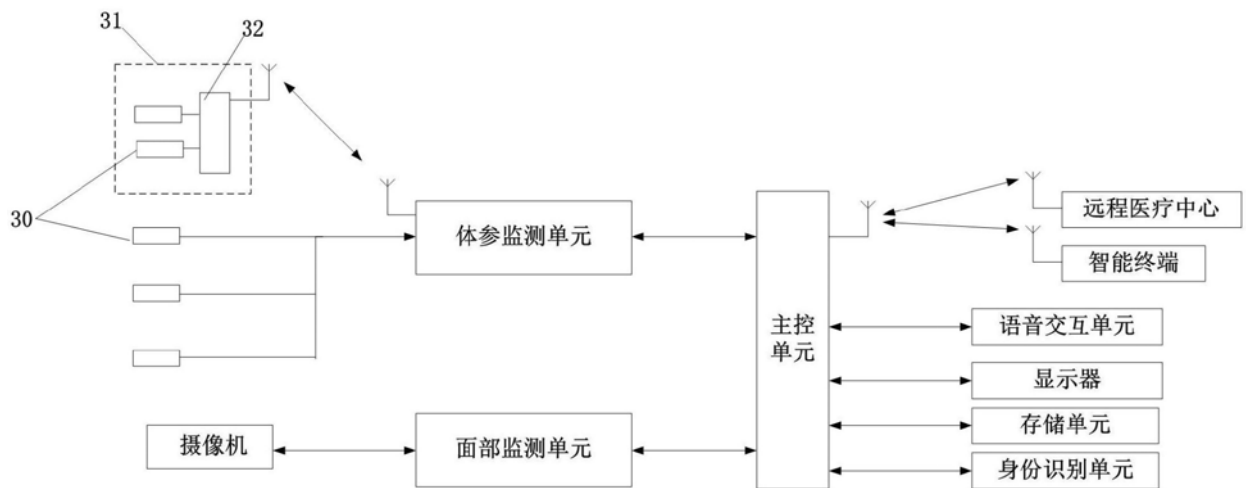 31
32
30
体参监测单元
远程医疗中心
智能终端
主控
单元
语音交互单元
显示器
存储单元
身份识别单元
摄像机
面部监测单元